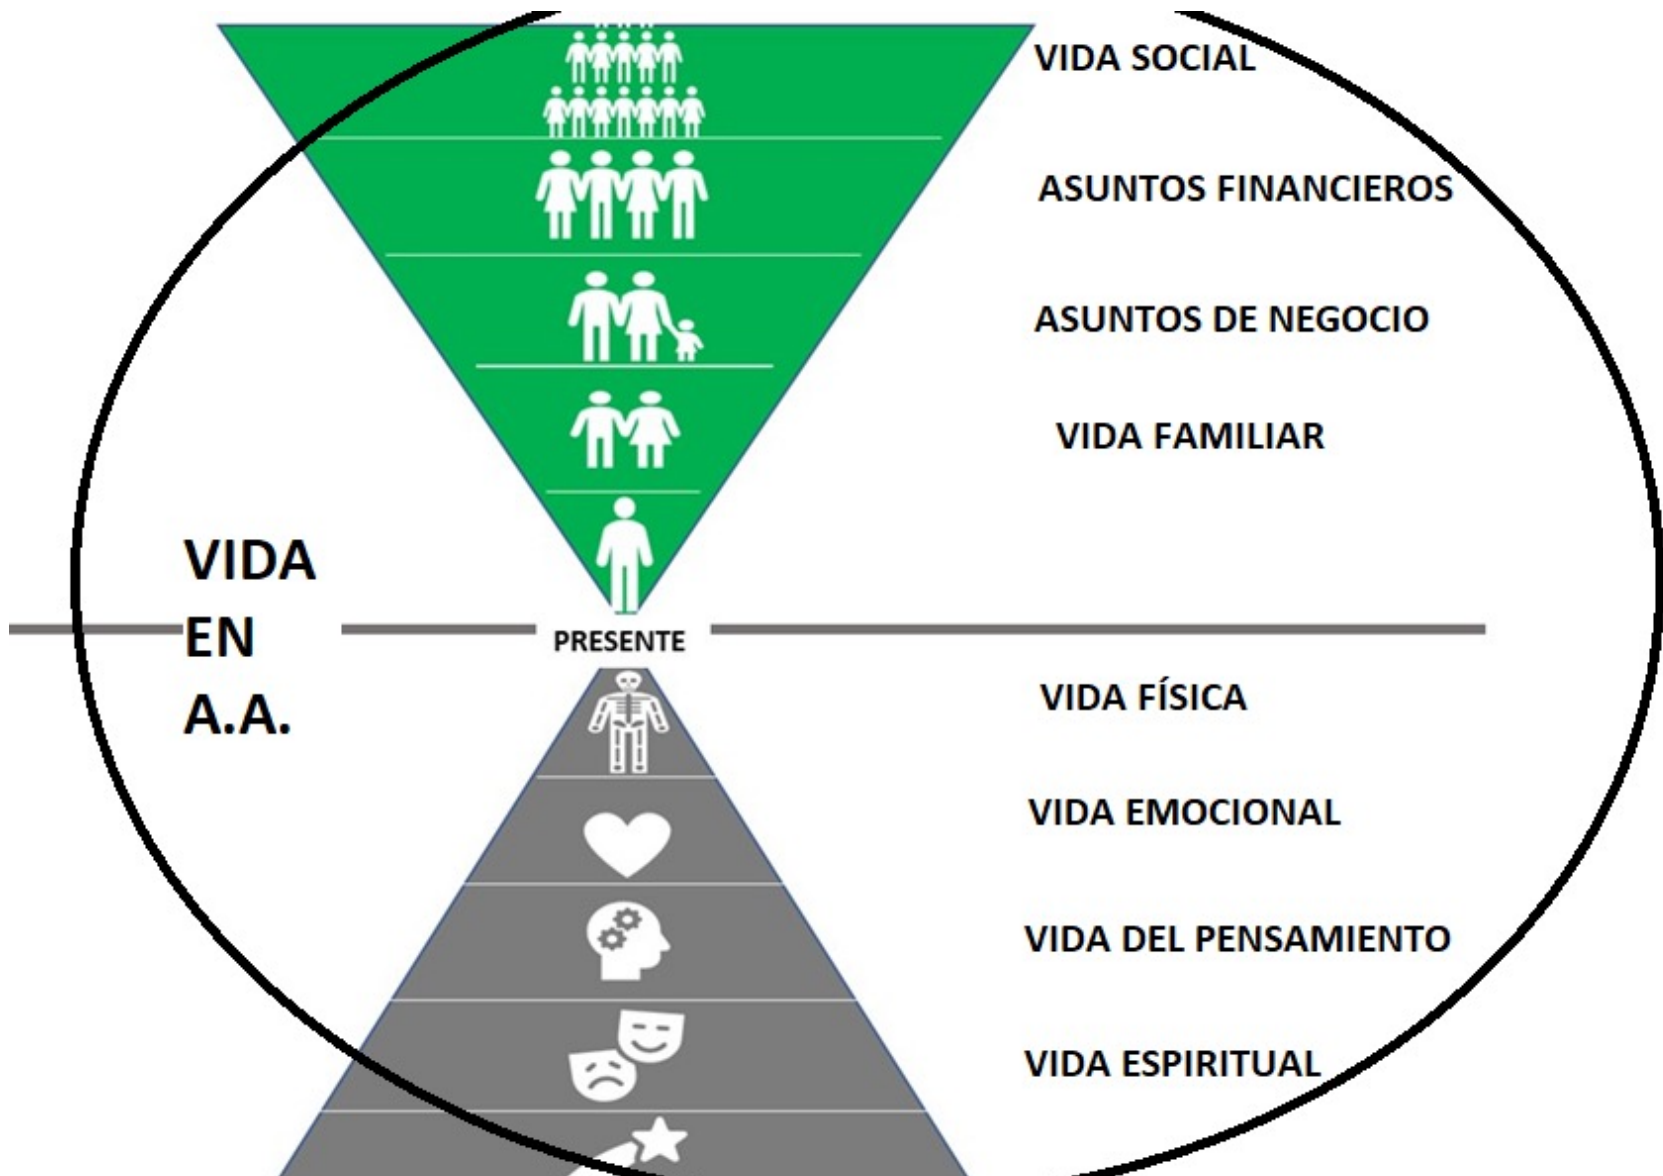 VIDA SOCIAL
ASUNTOS FINANCIEROS
ASUNTOS DE NEGOCIO
VIDA FAMILIAR
VIDA
EN
A.A.
PRESENTE
VIDA FÍSICA
VIDA EMOCIONAL
VIDA DEL PENSAMIENTO
VIDA ESPIRITUAL